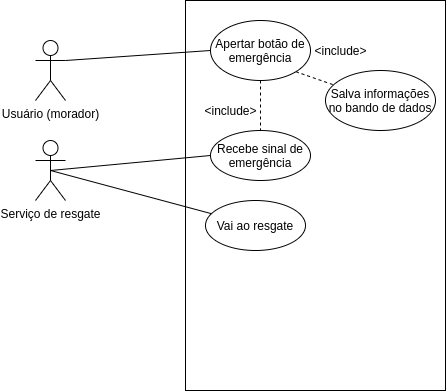 Apertar botão de
emergência
<include>
Usuário (morador)
Salva informações
no bando de dados
<include>
Recebe sinal de
emergência
Serviço de resgate
Vai ao resgate